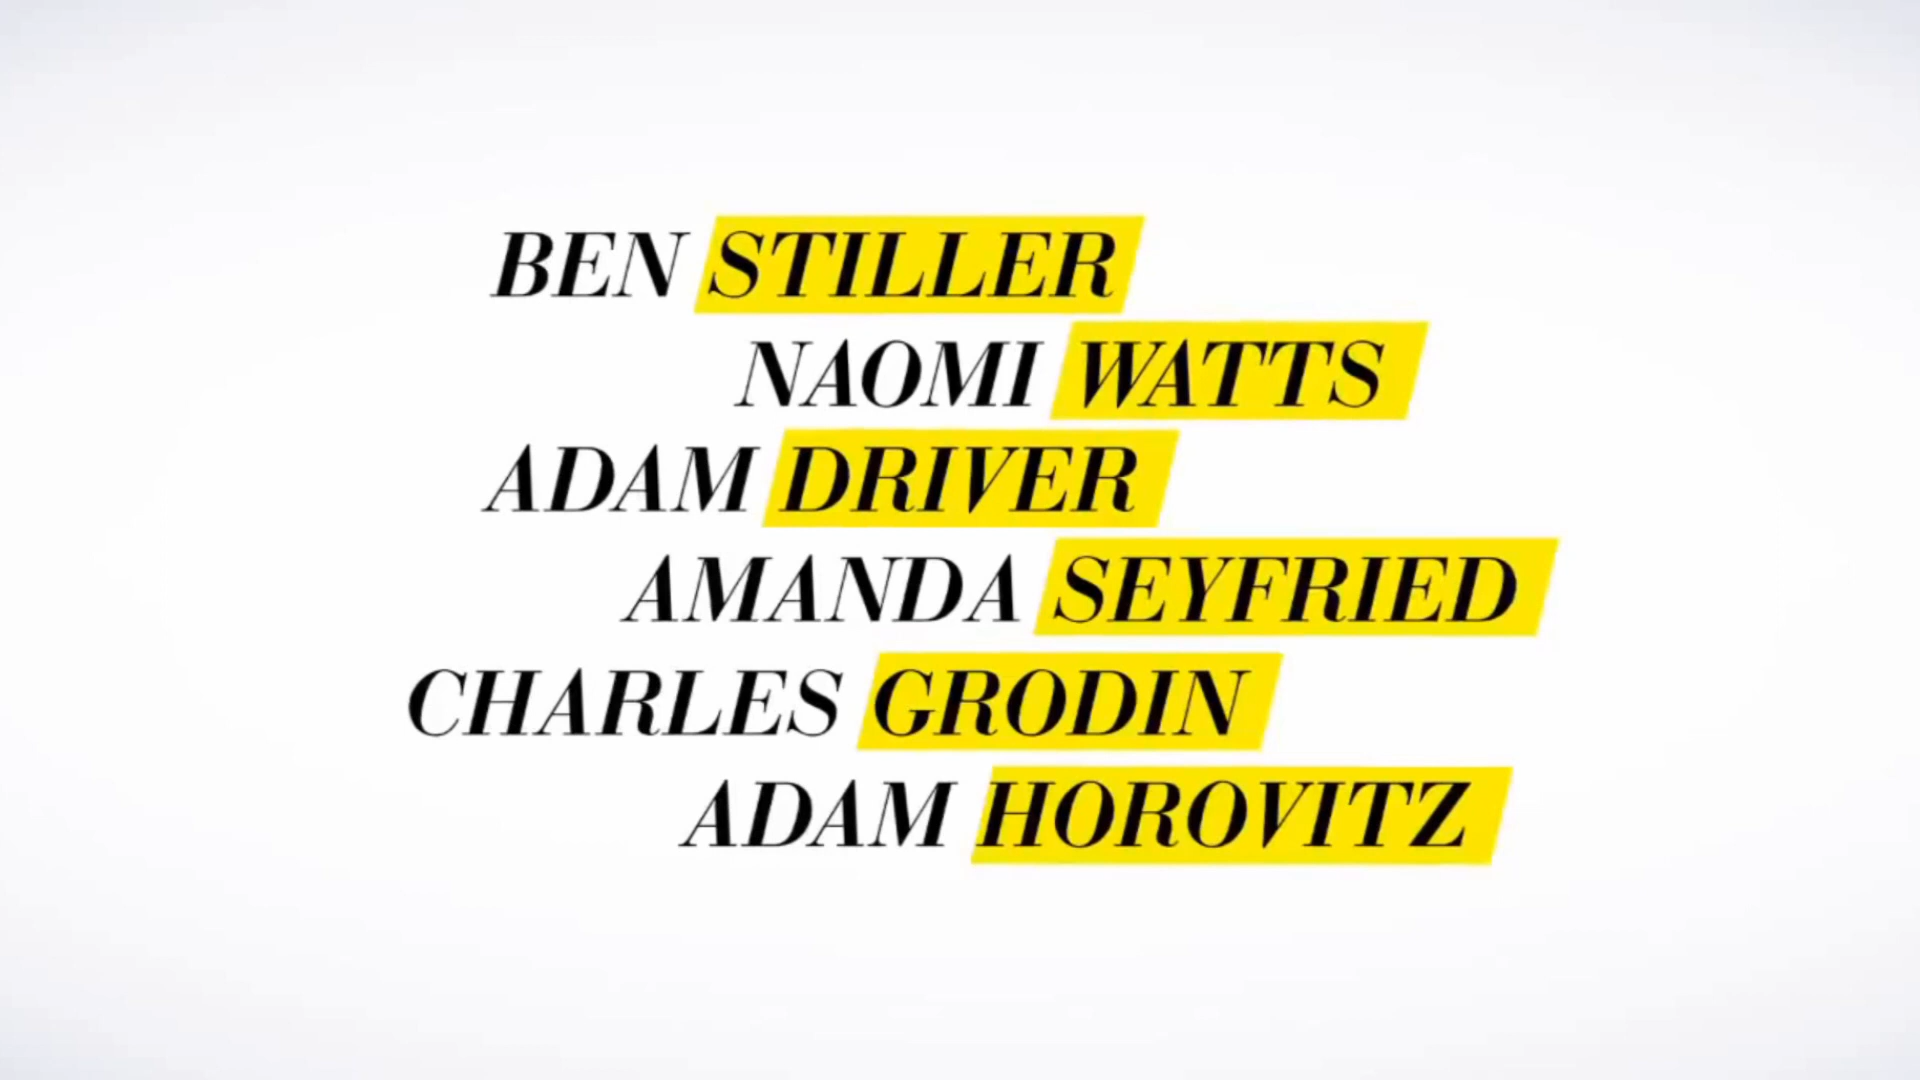 BEN STILLER
NAOMI WATTS
ADAM DRIVER
AMANDA SEYFRIED
CHARLES GRODIN
ADAM HOROVITZ